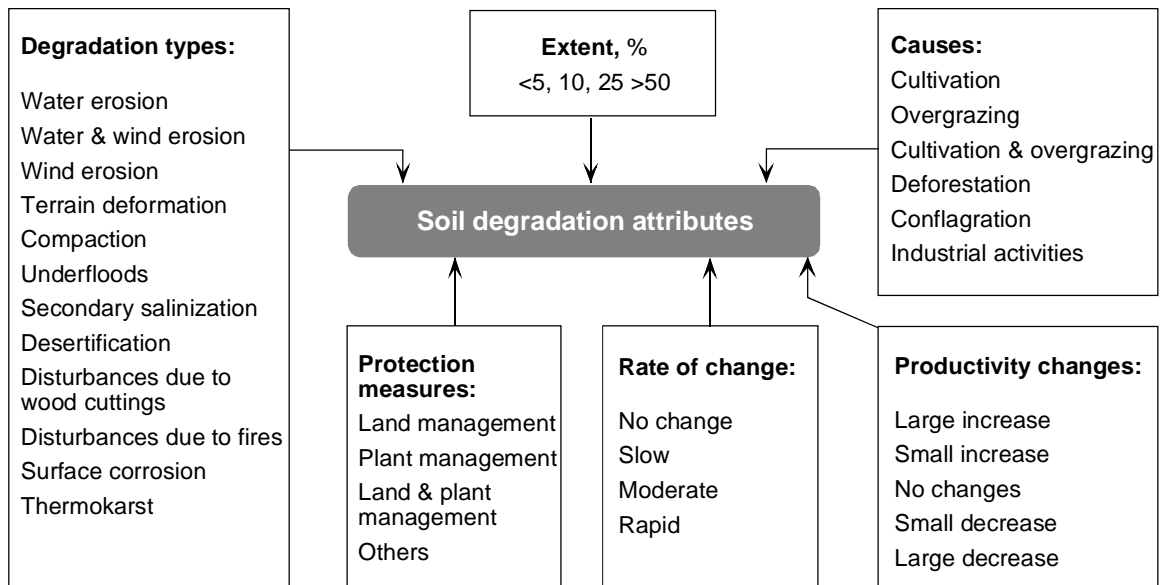 Degradation types:
Water erosion
Water & wind erosion
Wind erosion
Terrain deformation
Compaction
Underfloods
Secondary salinization
Desertification
Disturbances due to
wood cuttings
Disturbances due to fires
Surface corrosion
Thermokarst
Extent, %
<5, 10, 25 >50
Causes:
Cultivation
Overgrazing
Cultivation & overgrazing
Deforestation
Conflagration
Industrial activities
Soil degradation attributes
Protection
measures:
Land management
Plant management
Land & plant
management
Others
Rate of change:
No change
Slow
Moderate
Rapid
Productivity changes:
Large increase
Small increase
No changes
Small decrease
Large decrease